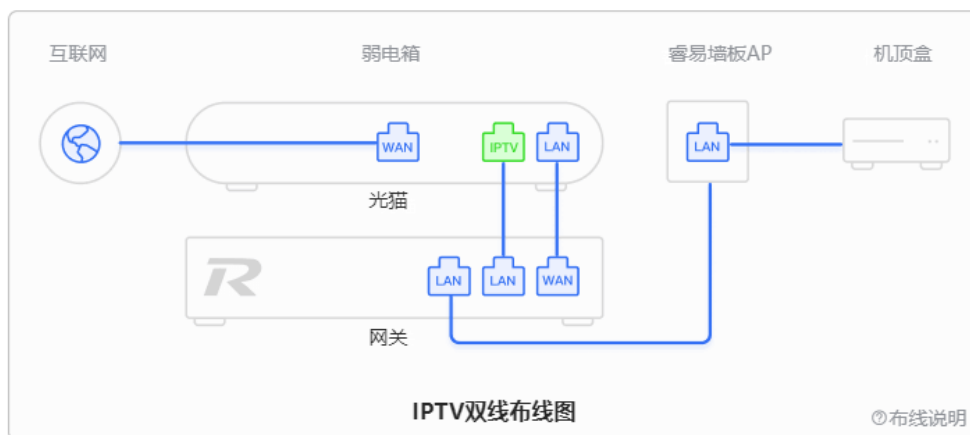 互联网 弱电箱 睿易墙板AP 机顶盒
WAN IPTV LAN LAN
光猫
R LAN LAN WAN
网关
IPTV双线布线图
?布线说明